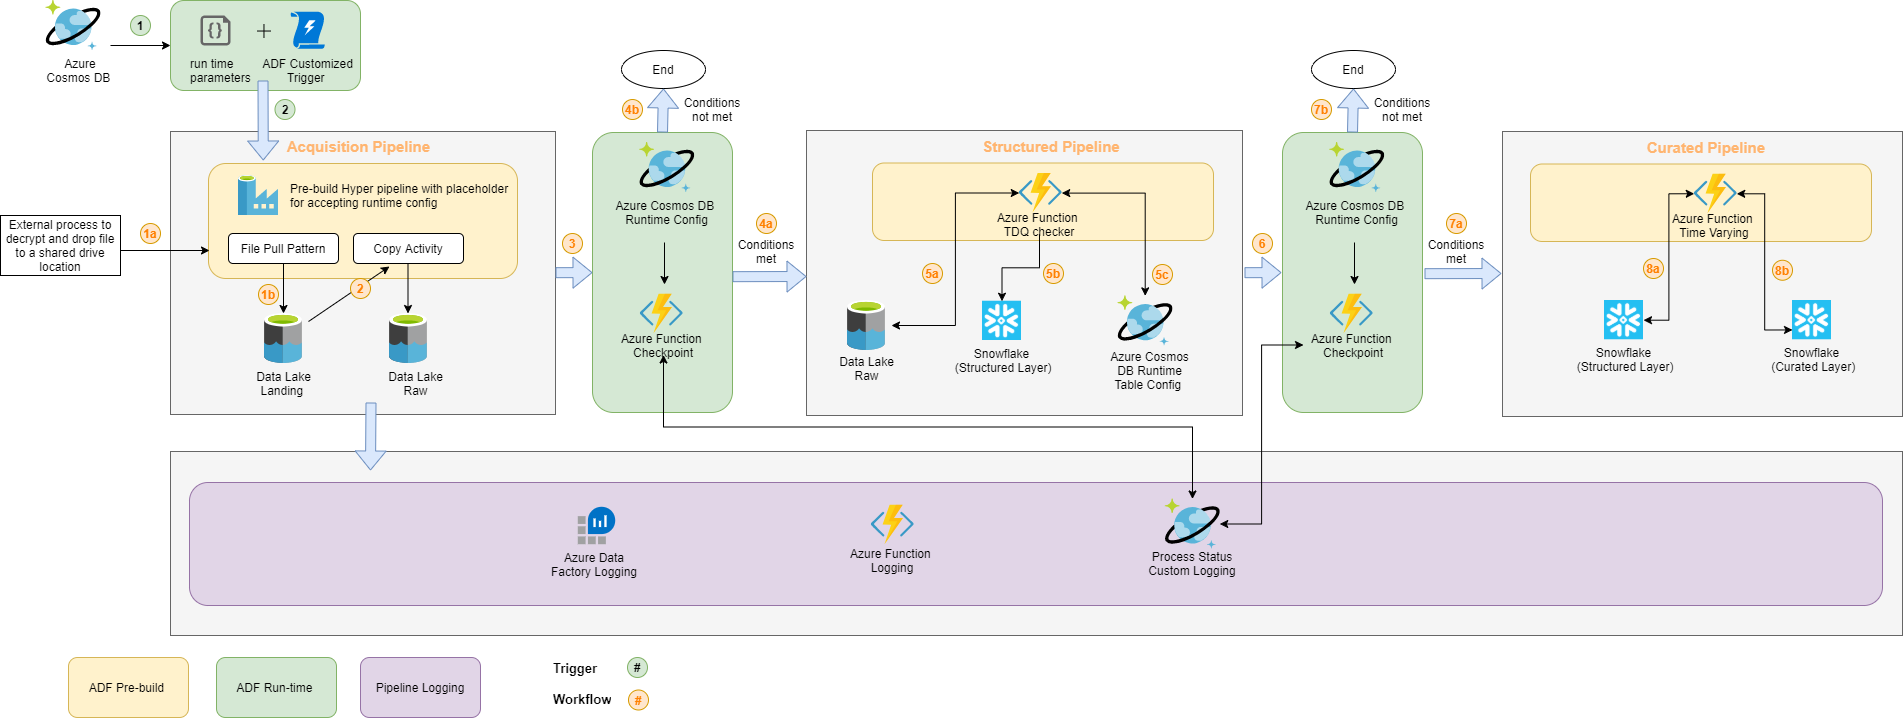 1
Azure
Cosmos DB
{ }
+
run time
parameters
ADF Customized
Trigger
2
End
4b
Conditions
not met
End
7b
Conditions
not met
Acquisition Pipeline
Pre-build Hyper pipeline with placeholder
for accepting runtime config
File Pull Pattern
Copy Activity
External process to
decrypt and drop file
to a shared drive
location
1a
1b
2
Data Lake
Landing
Data Lake
Raw
3
Azure Cosmos DB
Runtime Config
Azure Function
Checkpoint
4a
Conditions
met
Structured Pipeline
Azure Function
TDQ checker
5a
5b
5c
Data Lake
Raw
Snowflake
(Structured Layer)
Azure Cosmos
DB Runtime
Table Config
6
Azure Cosmos DB
Runtime Config
Azure Function
Checkpoint
7a
Conditions
met
Curated Pipeline
Azure Function
Time Varying
8a
8b
Snowflake
(Structured Layer)
Snowflake
(Curated Layer)
Azure Data
Factory Logging
Azure Function
Logging
Process Status
Custom Logging
ADF Pre-build
ADF Run-time
Pipeline Logging
Trigger
#
Workflow
#